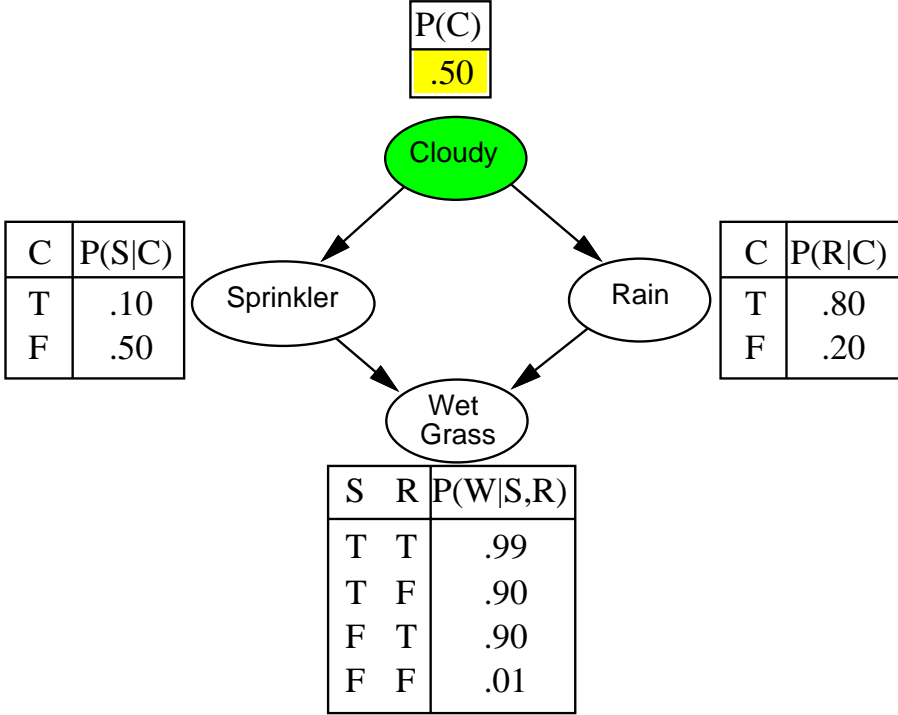 P(C)
.50
Cloudy
C P(S|C)
T .10
F .50
Sprinkler
Rain
C P(R|C)
T .80
F .20
Wet
Grass
S R P(W|S,R)
T T .99
T F .90
F T .90
F F .01